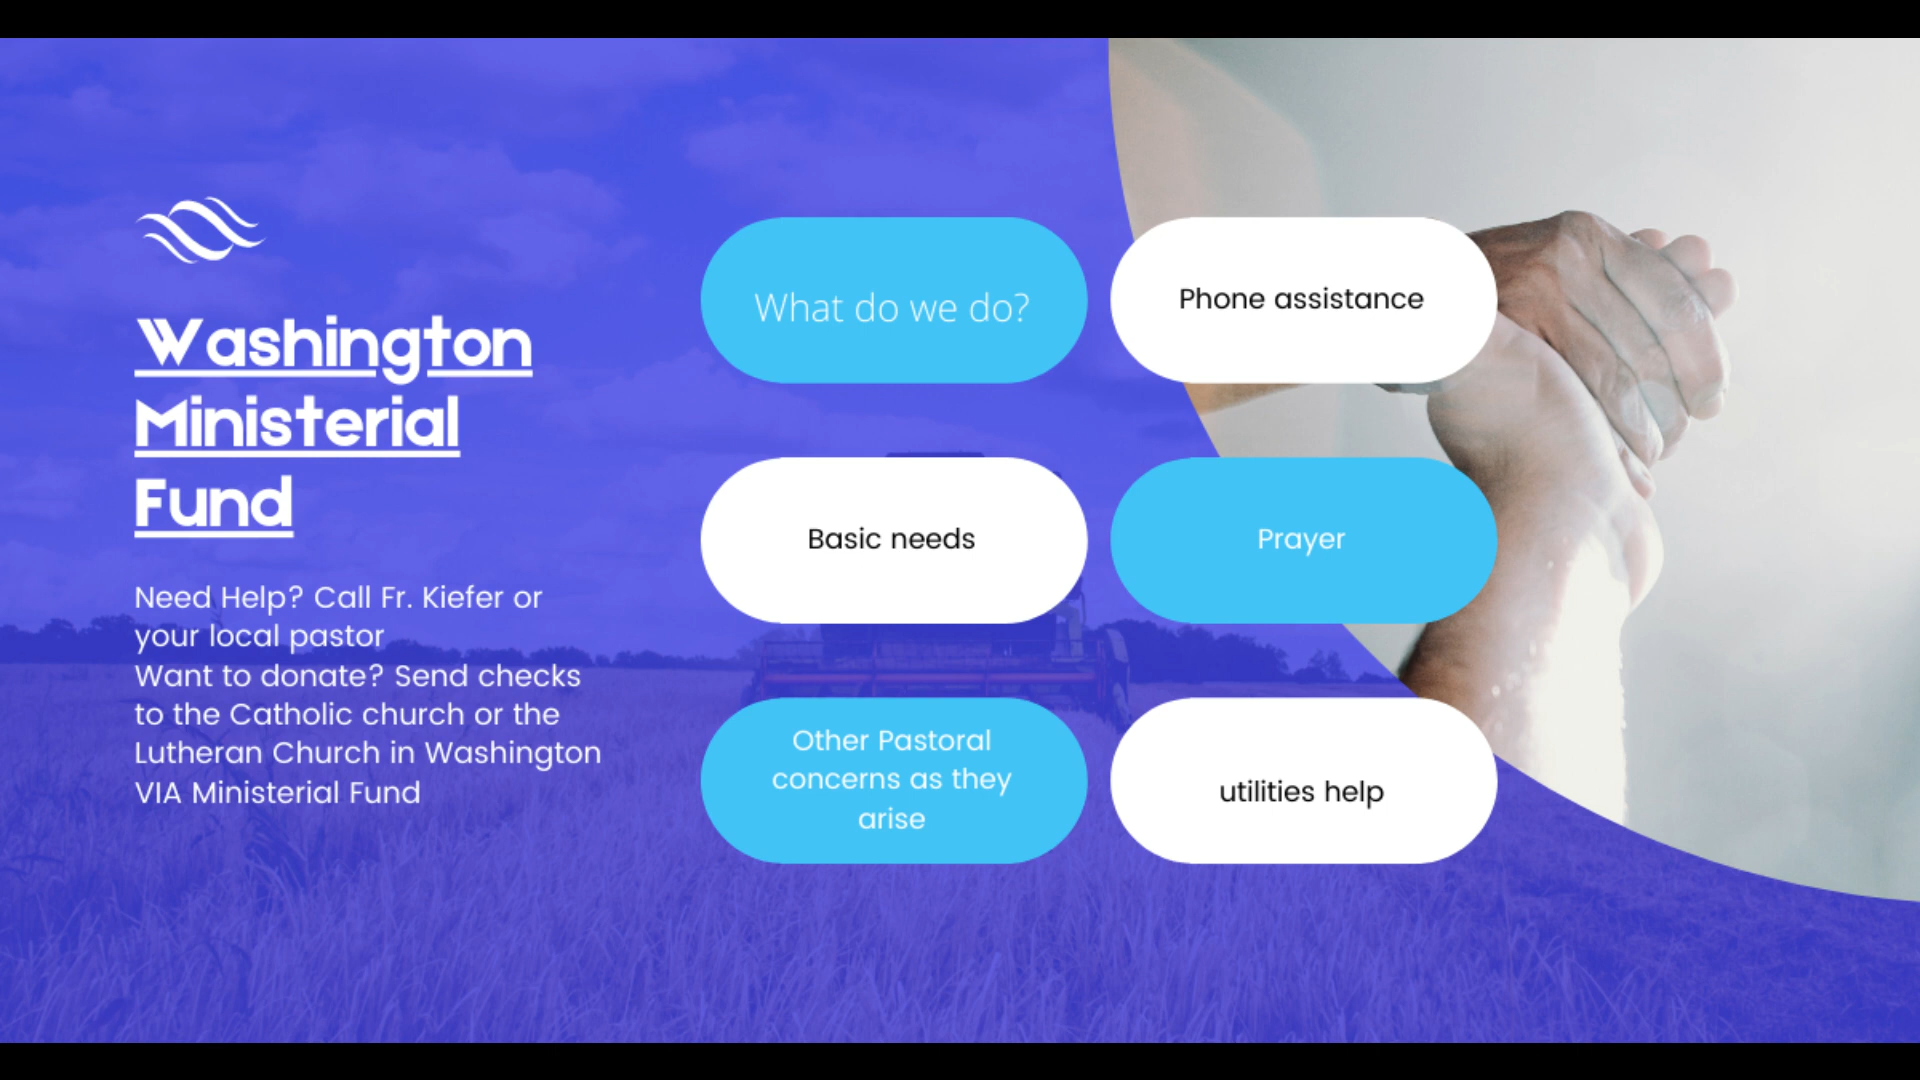 Washington
Ministerial
Fund
Need Help? Call Fr. Kiefer or
your local pastor
Want to donate? Send checks
to the Catholic church or the
Lutheran Church in Washington
VIA Ministerial Fund
What do we do?
Phone assistance
Basic needs
Prayer
Other Pastoral
concerns as they
arise
utilities help